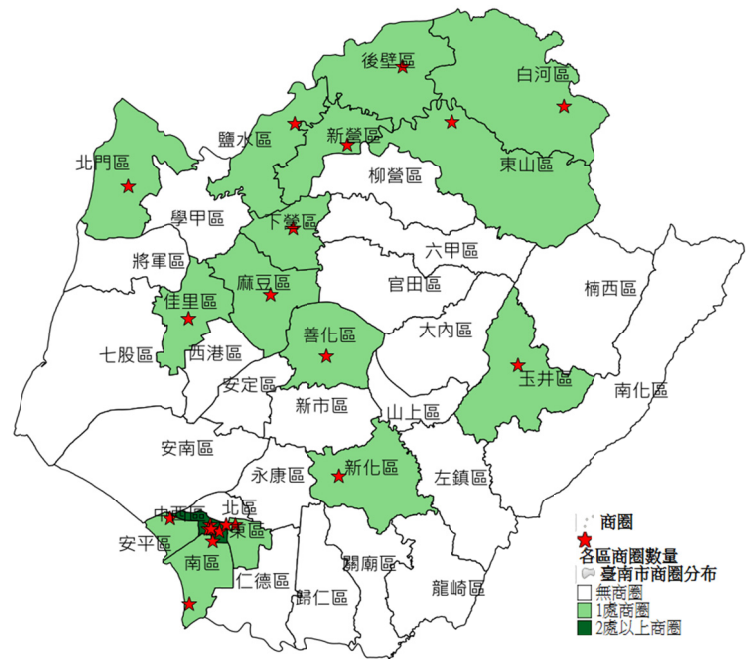 後壁區
白河區
鹽水區
新營區
北門區
東山區
柳營區
學甲區
下營區
六甲區
將軍區
麻豆區
官田區
楠西區
佳里區
大內區
善化區
七股區
西港區
玉井區
安定區
南化區
新市區
山上區
安南區
新化區
永康區
左鎮區
中西區
北區
東區
安平區
南區
關廟區
仁德區
龍崎區
歸仁區
商圈
各區商圈數量
臺南市商圈分布
無商圈
1處商圈
2處以上商圈